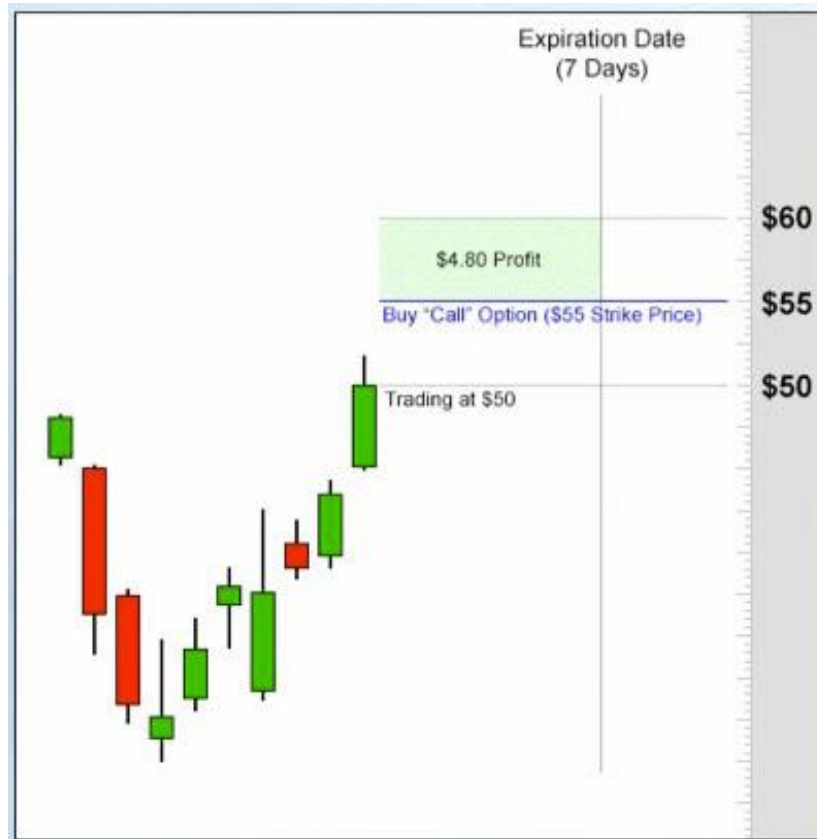 Expiration Date
(7 Days)
$60
$4.80 Profit
$55
Buy “Call” Option ($55 Strike Price)
$50
Trading at $50